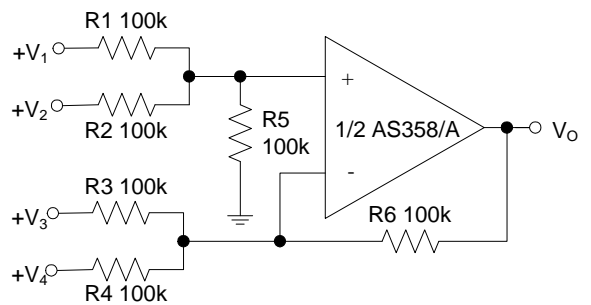 R1 100k
+V1
+V2
R2 100k
R5
100k
+
1/2 AS358/A
-
VO
R3 100k
+V3
R6 100k
+V4
R4 100k